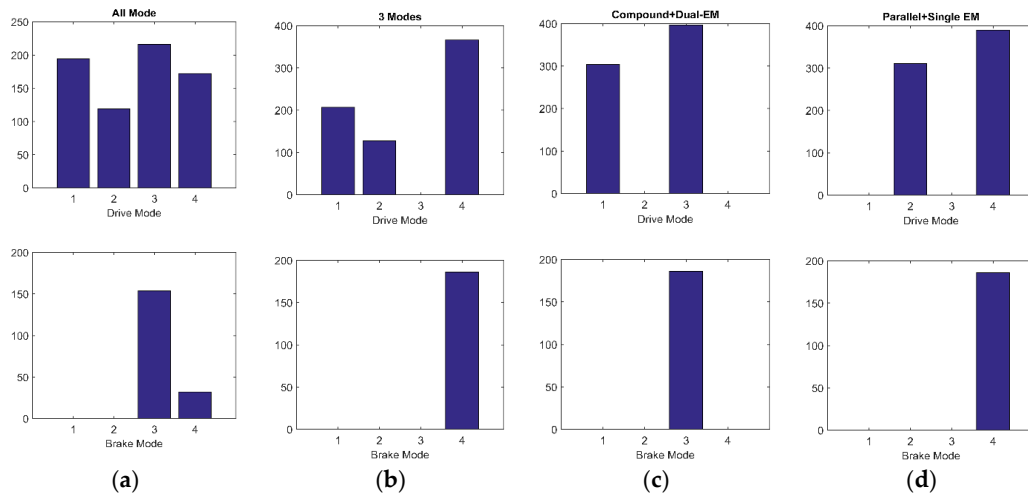 All Mode
250
200
150
100
50
0
1 2 3 4
Drive Mode
3 Modes
400
300
200
100
0
1 2 3 4
Drive Mode
Compound+Dual-EM
400
300
200
100
0
1 2 3 4
Drive Mode
Parallel+Single EM
400
300
200
100
0
1 2 3 4
Drive Mode
200
150
100
50
0
1 2 3 4
Brake Mode
200
150
100
50
0
1 2 3 4
Brake Mode
200
150
100
50
0
1 2 3 4
Brake Mode
200
150
100
50
0
1 2 3 4
Brake Mode
(a) (b) (c) (d)